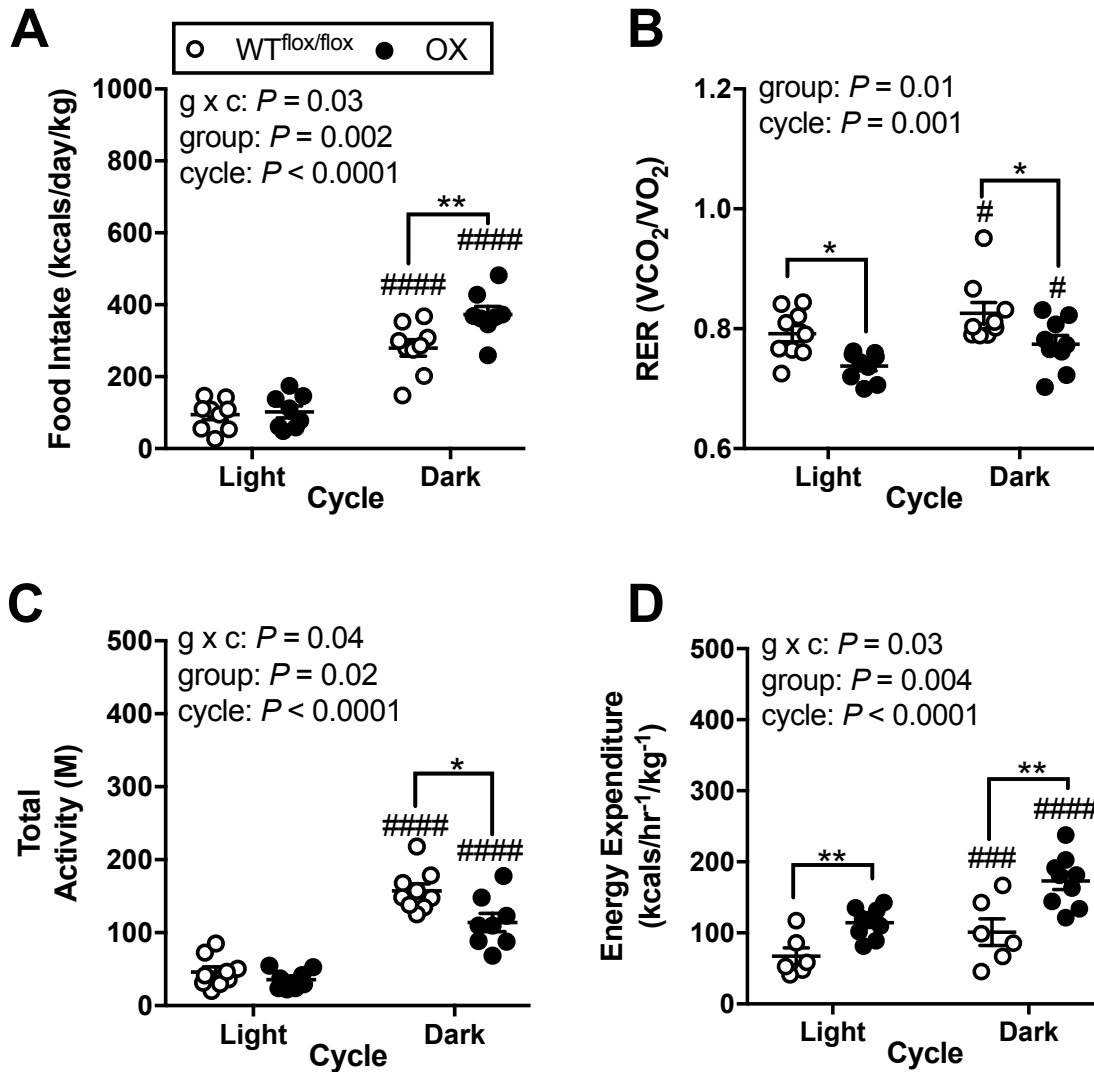 A
WT^flox/flox OX
1000
800
600
400
200
0
Food Intake (kcals/day/kg)
g x c: P = 0.03
group: P = 0.002
cycle: P < 0.0001
**
####
####
Light
Dark
Cycle
B
1.2
1.0
0.8
0.6
RER (VCO₂/VO₂)
group: P = 0.01
cycle: P = 0.001
*
*
#
#
Light
Dark
Cycle
C
500
400
300
200
100
0
Total
Activity (M)
g x c: P = 0.04
group: P = 0.02
cycle: P < 0.0001
*
####
####
Light
Dark
Cycle
D
500
400
300
200
100
0
Energy Expenditure
(kcals/hr⁻¹/kg⁻¹)
g x c: P = 0.03
group: P = 0.004
cycle: P < 0.0001
**
**
####
###
Light
Dark
Cycle